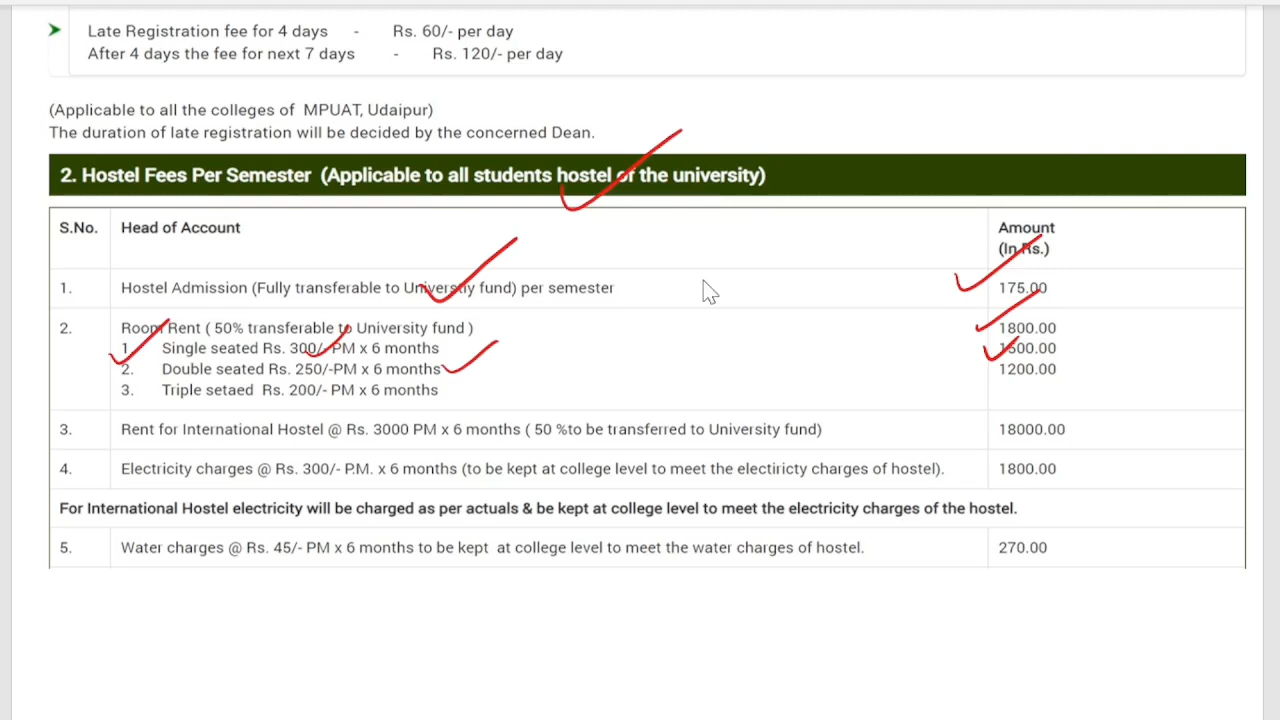 Late Registration fee for 4 days - Rs. 60/- per day
After 4 days the fee for next 7 days - Rs. 120/- per day
(Applicable to all the colleges of MPUAT, Udaipur)
The duration of late registration will be decided by the concerned Dean.
2. Hostel Fees Per Semester (Applicable to all students hostel of the university)
S.No. Head of Account Amount
(In Rs.)
1. Hostel Admission (Fully transferable to University fund) per semester 175.00
2. Room Rent ( 50% transferable to University fund ) 1800.00
1. Single seated Rs. 300/- PM x 6 months 1500.00
2. Double seated Rs. 250/-PM x 6 months 1200.00
3. Triple setaed Rs. 200/- PM x 6 months
3. Rent for International Hostel @ Rs. 3000 PM x 6 months ( 50 %to be transferred to University fund) 18000.00
4. Electricity charges @ Rs. 300/- P.M. x 6 months (to be kept at college level to meet the electiricty charges of hostel). 1800.00
For International Hostel electricity will be charged as per actuals & be kept at college level to meet the electricity charges of the hostel.
5. Water charges @ Rs. 45/- PM x 6 months to be kept at college level to meet the water charges of hostel. 270.00